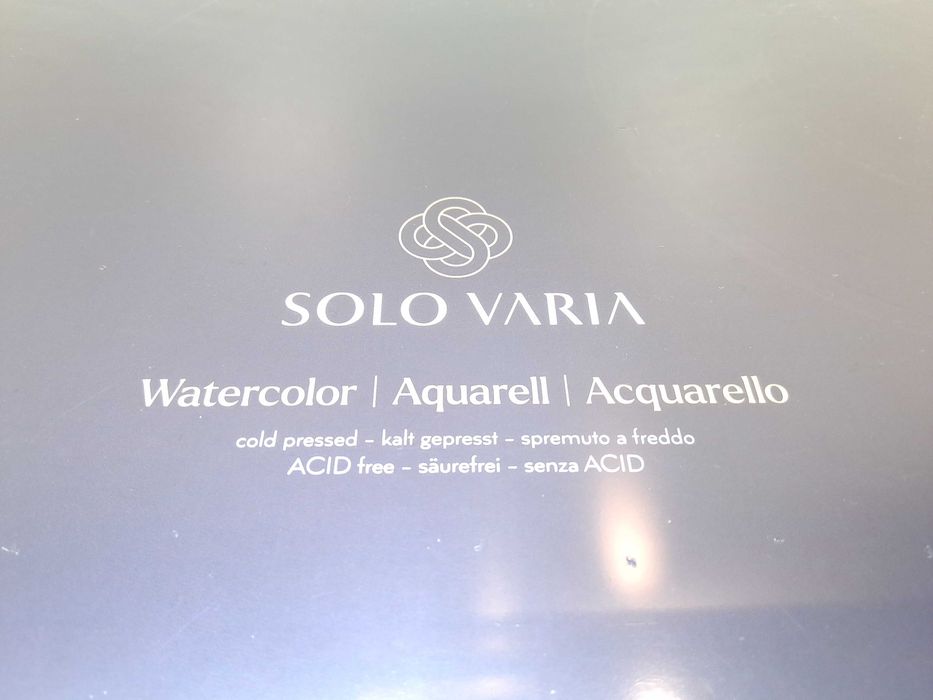 SOLO VARIA
Watercolor | Aquarell | Acquarello
cold pressed – kalt gepresst – spremuto a freddo
ACID free – säurefrei – senza ACID